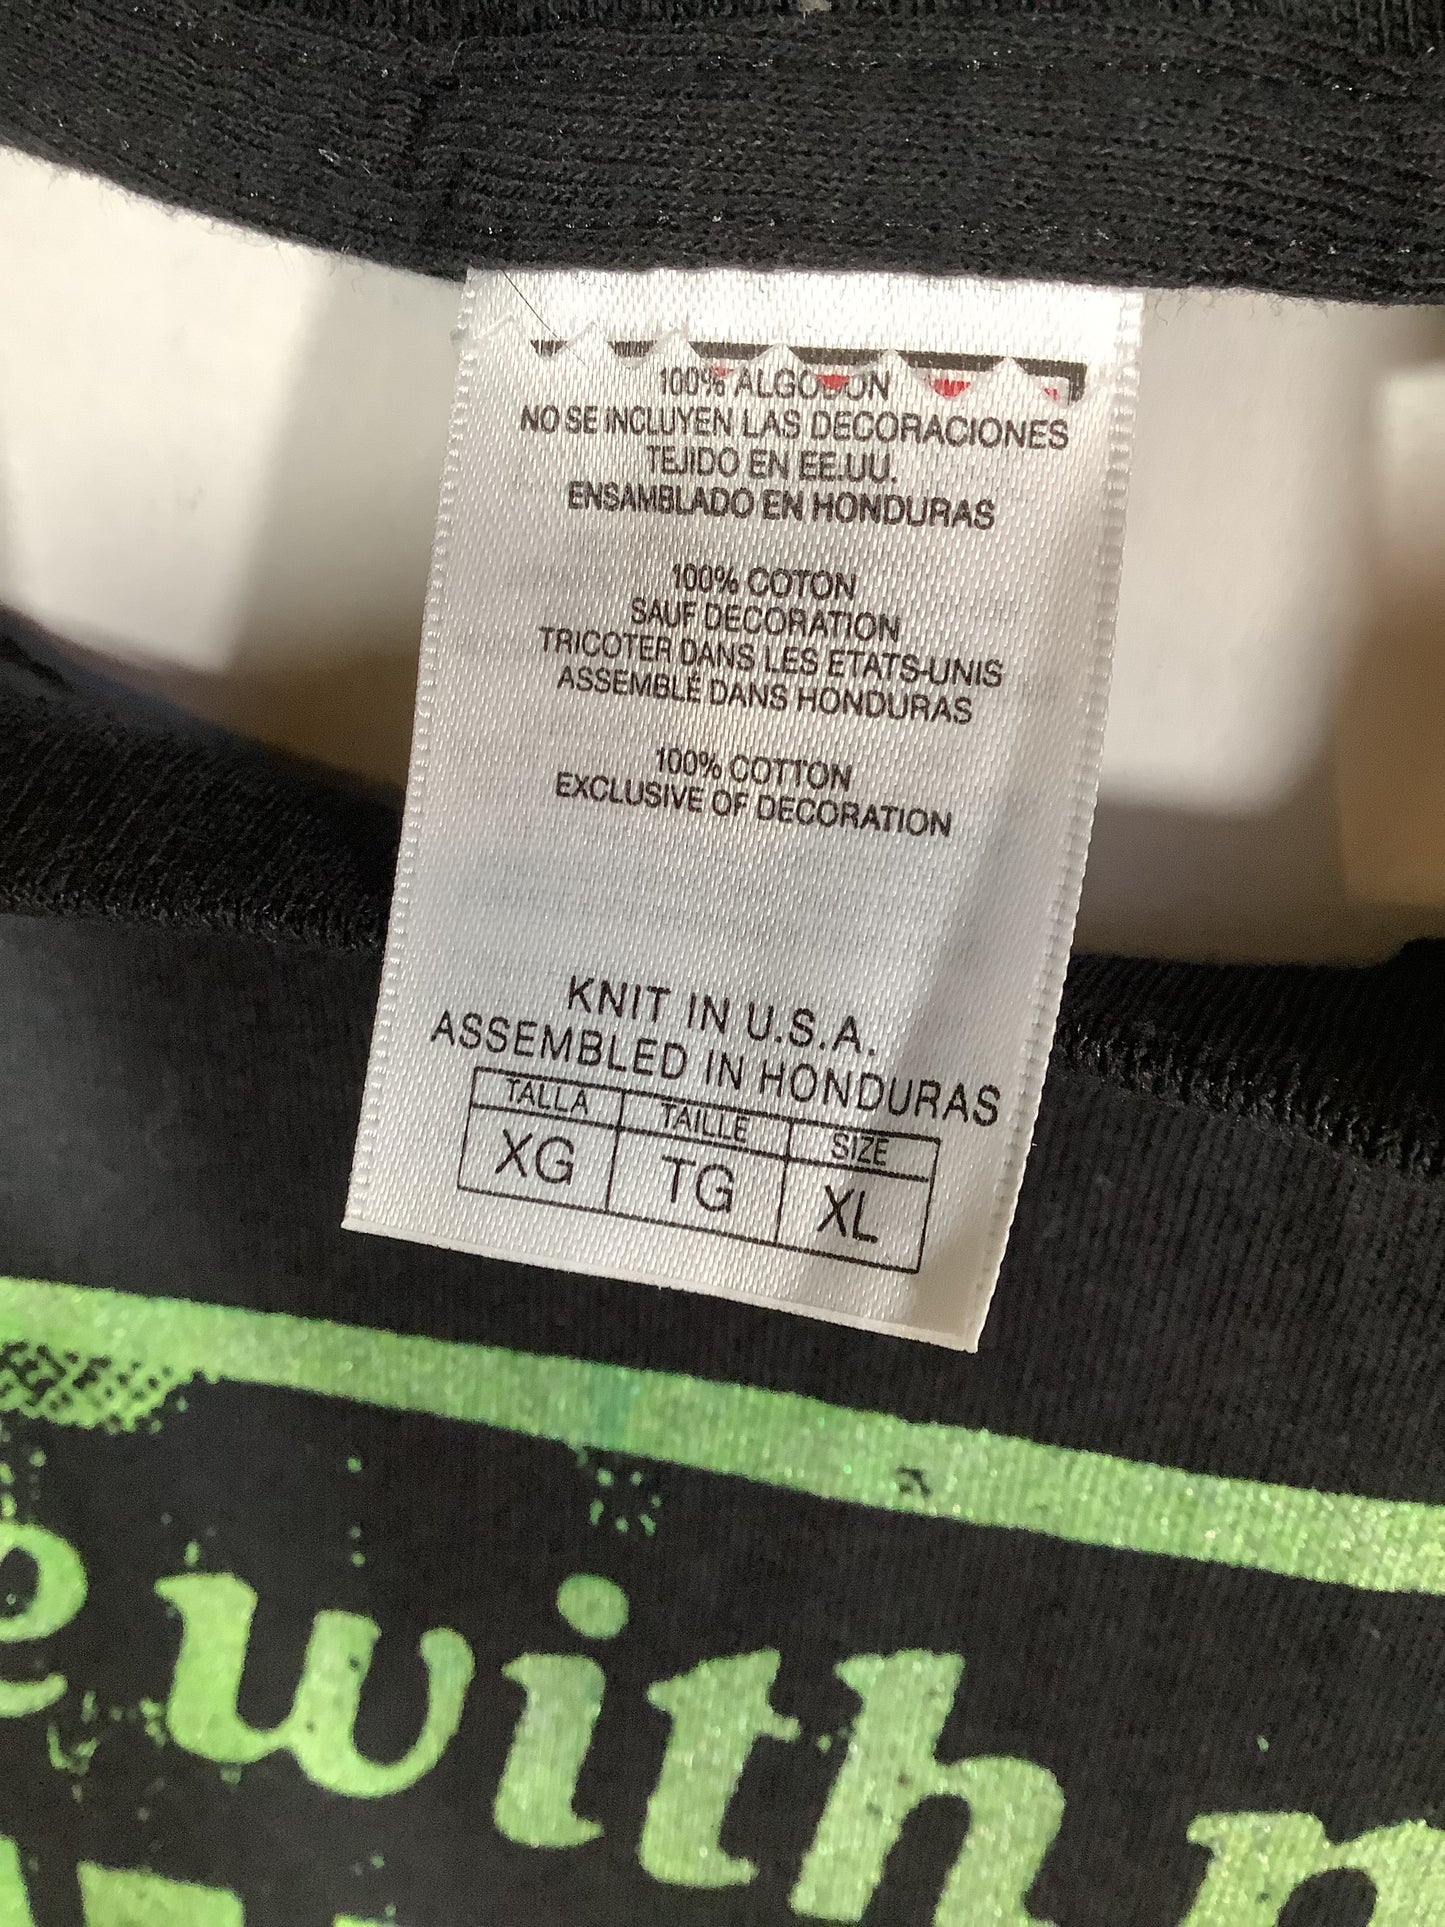 100% ALGODON
NO SE INCLUYEN LAS DECORACIONES
TEJIDO EN EE.UU.
ENSAMBLADO EN HONDURAS
100% COTON
SAUF DECORATION
TRICOTER DANS LES ETATS-UNIS
ASSEMBLÉ DANS HONDURAS
100% COTTON
EXCLUSIVE OF DECORATION
KNIT IN U.S.A.
ASSEMBLED IN HONDURAS
TALLA TAILLE SIZE
XG TG XL
with